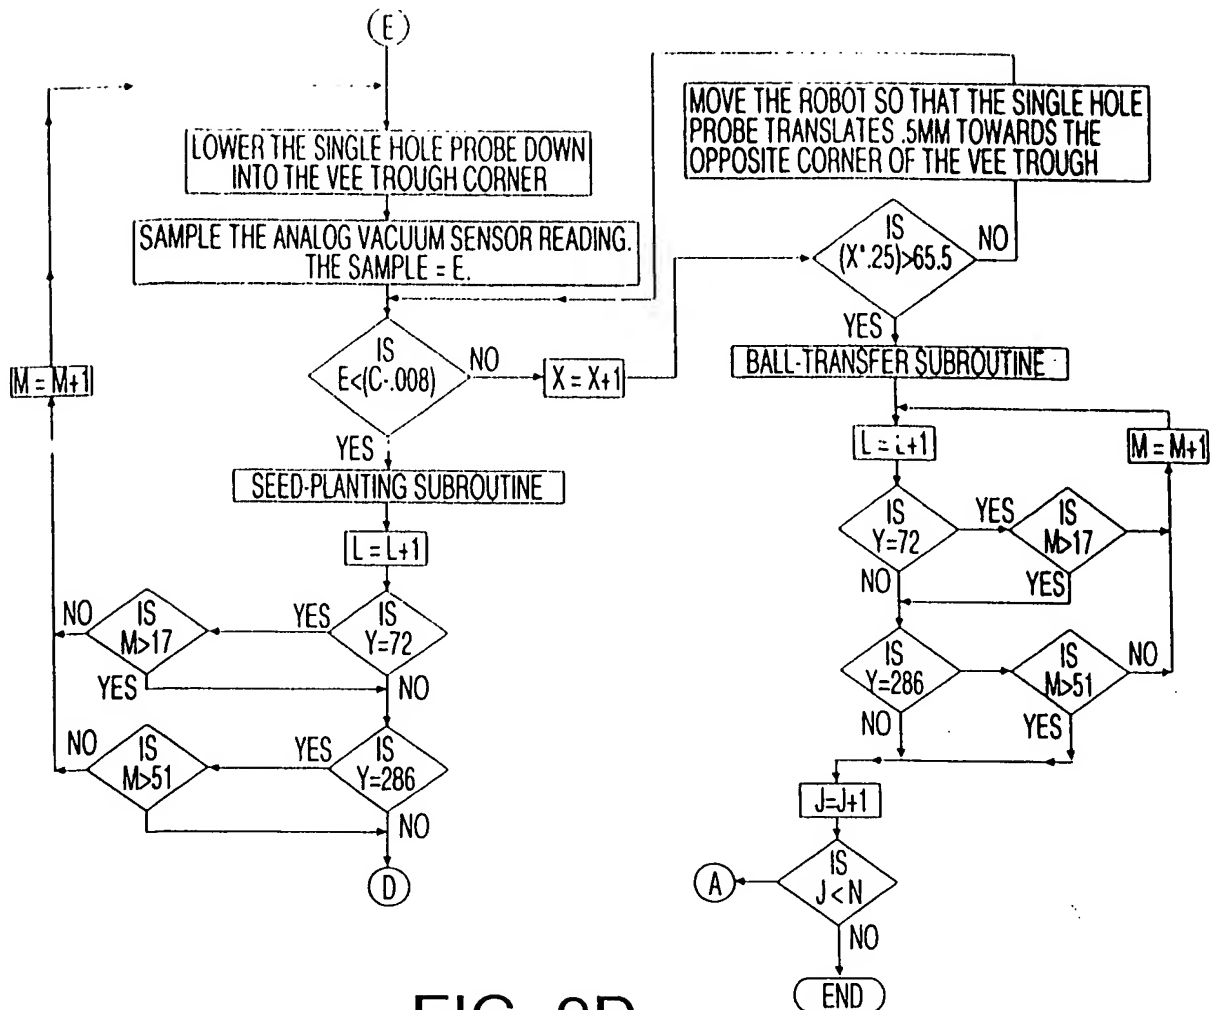 (E)
LOWER THE SINGLE HOLE PROBE DOWN
INTO THE VEE TROUGH CORNER
SAMPLE THE ANALOG VACUUM SENSOR READING.
THE SAMPLE = E.
IS
E<(C-.008)
NO
X = X+1
YES
SEED-PLANTING SUBROUTINE
L = L+1
IS
Y=72
YES
NO
IS
M>17
NO
YES
IS
Y=286
YES
NO
IS
M>51
NO
M = M+1
D
MOVE THE ROBOT SO THAT THE SINGLE HOLE
PROBE TRANSLATES .5MM TOWARDS THE
OPPOSITE CORNER OF THE VEE TROUGH
IS
(X*.25)>65.5
NO
YES
BALL-TRANSFER SUBROUTINE
L = L+1
M = M+1
IS
Y=72
YES
NO
IS
M>17
YES
IS
Y=286
NO
IS
M>51
NO
YES
J=J+1
IS
J<N
A
NO
END